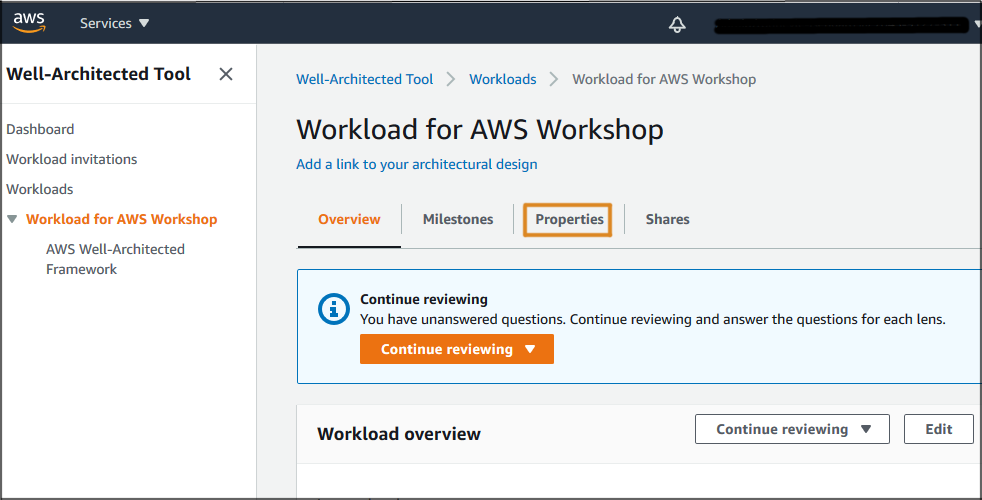 aws
Services
Well-Architected Tool
Dashboard
Workload invitations
Workloads
Workload for AWS Workshop
AWS Well-Architected
Framework
Well-Architected Tool
Workloads
Workload for AWS Workshop
Workload for AWS Workshop
Add a link to your architectural design
Overview
Milestones
Properties
Shares
Continue reviewing
You have unanswered questions. Continue reviewing and answer the questions for each lens.
Continue reviewing
Workload overview
Continue reviewing
Edit